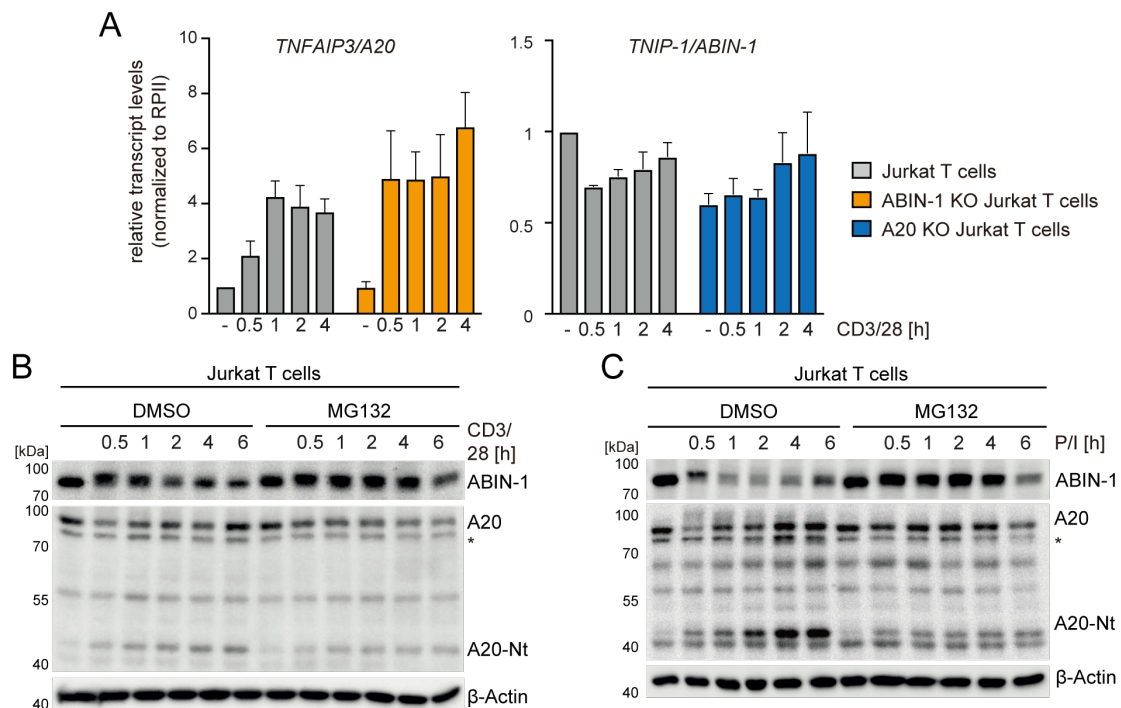 A
TNFAIP3/A20
TNIP-1/ABIN-1
relative transcript levels
(normalized to RPII)
10
8
6
4
2
0
- 0.5 1 2 4 - 0.5 1 2 4
1.5
1
0.5
0
- 0.5 1 2 4 - 0.5 1 2 4 CD3/28 [h]
Jurkat T cells
ABIN-1 KO Jurkat T cells
A20 KO Jurkat T cells
B
Jurkat T cells
DMSO MG132
[kDa] 0.5 1 2 4 6 0.5 1 2 4 6 CD3/
28 [h]
100
70
ABIN-1
100
A20
*
70
55
A20-Nt
40
β-Actin
40
C
Jurkat T cells
DMSO MG132
[kDa] 0.5 1 2 4 6 0.5 1 2 4 6 P/I [h]
100
ABIN-1
70
100
A20
*
70
55
A20-Nt
40
β-Actin
40